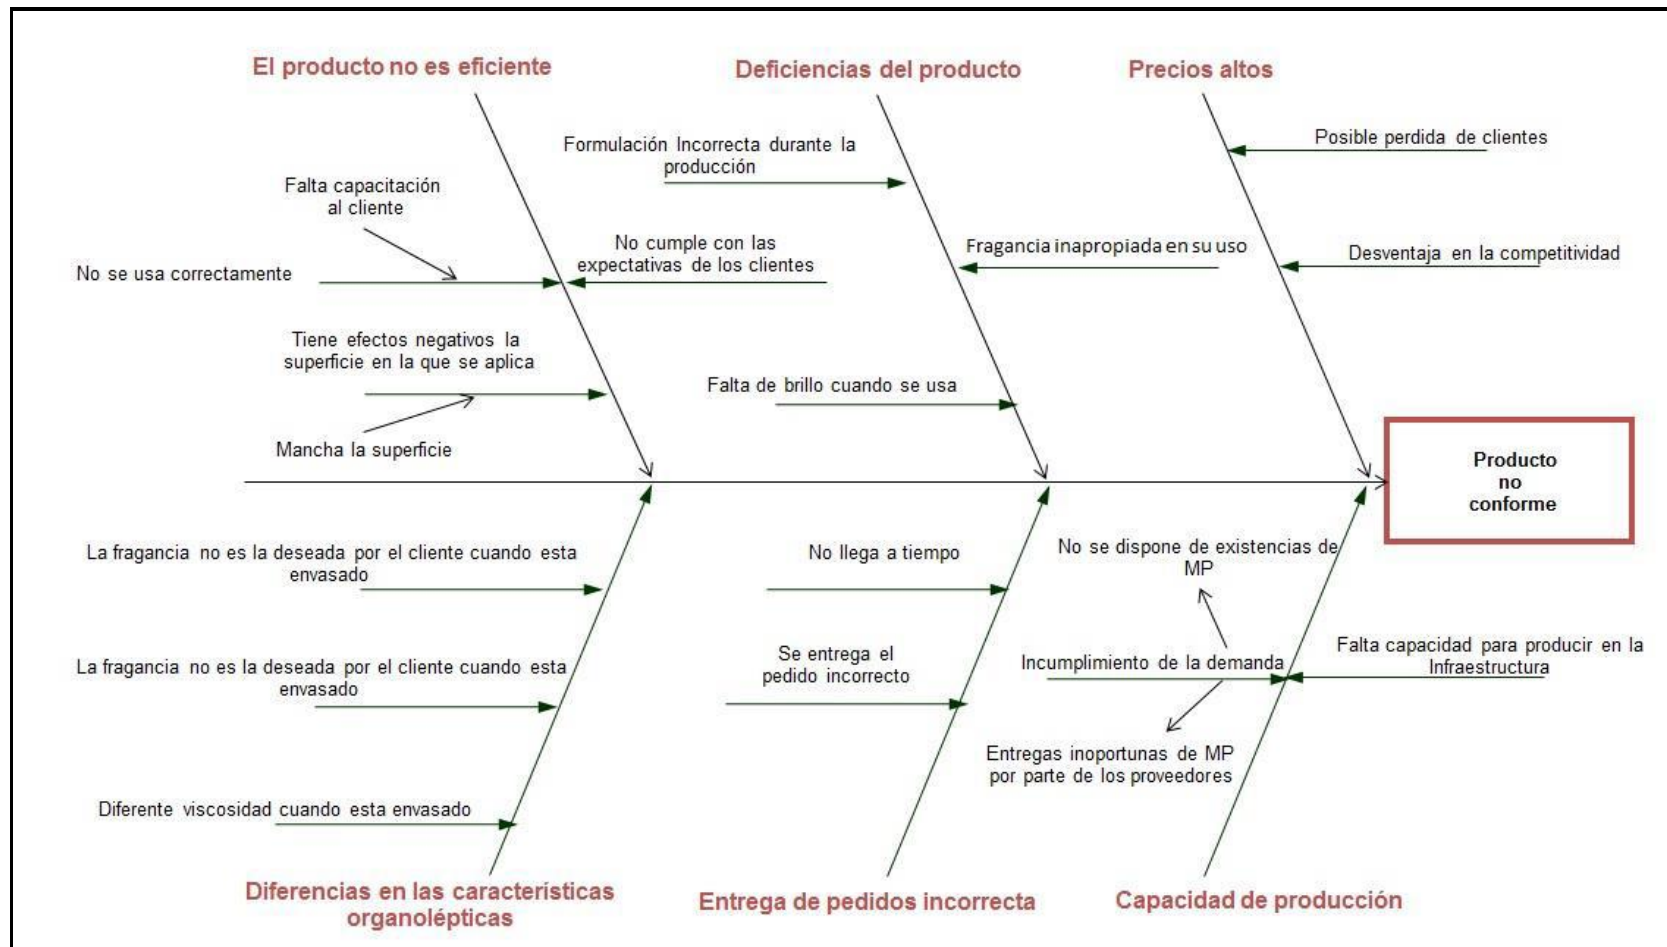 El producto no es eficiente
Deficiencias del producto
Precios altos
Formulación Incorrecta durante la
producción
Posible perdida de clientes
Falta capacitación
al cliente
No cumple con las
expectativas de los clientes
Fragancia inapropiada en su uso
Desventaja en la competitividad
No se usa correctamente
Tiene efectos negativos la
superficie en la que se aplica
Falta de brillo cuando se usa
Mancha la superficie
Producto
no
conforme
La fragancia no es la deseada por el cliente cuando esta
envasado
No llega a tiempo
No se dispone de existencias de
MP
La fragancia no es la deseada por el cliente cuando esta
envasado
Se entrega el
pedido incorrecto
Incumplimiento de la demanda
Falta capacidad para producir en la
Infraestructura
Entregas inoportunas de MP
por parte de los proveedores
Diferente viscosidad cuando esta envasado
Diferencias en las características
organolépticas
Entrega de pedidos incorrecta
Capacidad de producción